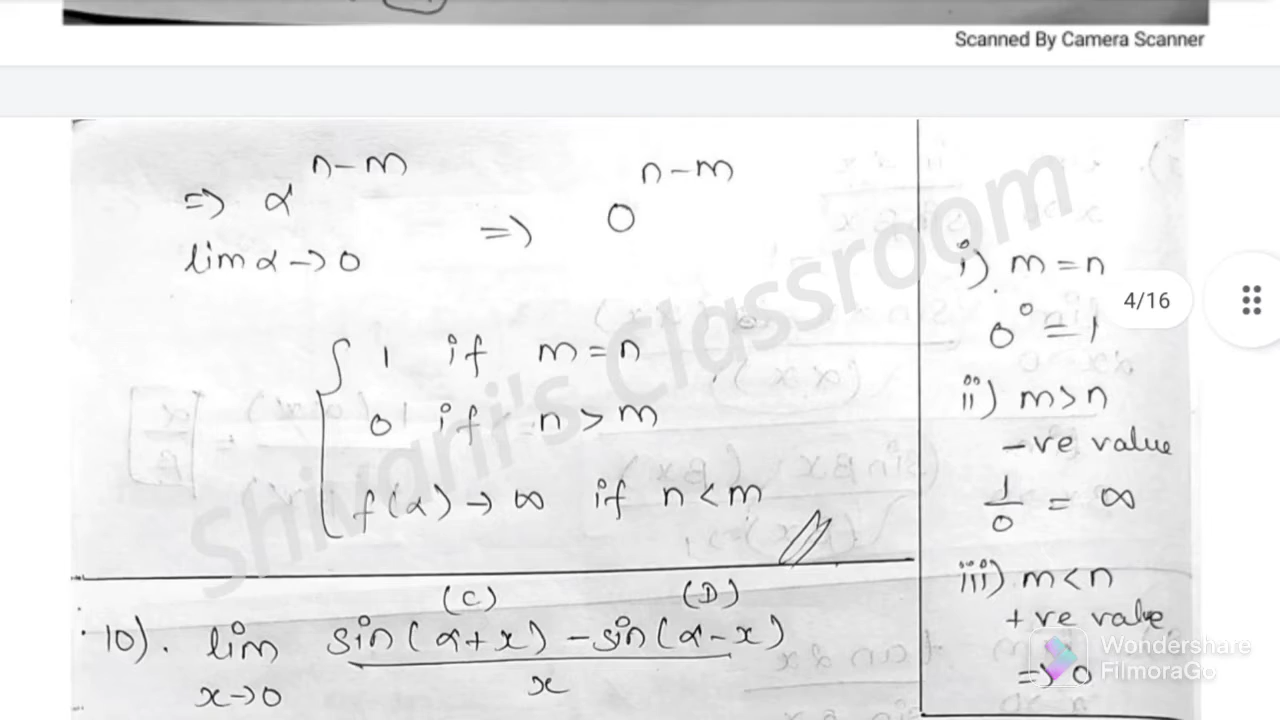 Scanned By Camera Scanner
=> α^(n-m) => 0^(n-m)
lim α -> 0
{ 1 if m = n
0 if n > m
f(α) -> ∞ if n < m
i) m = n
4/16
0° = 1
ii) m > n
-ve value
1/0 = ∞
iii) m < n
+ve value
=> 0
(C) (D)
10). lim sin(α+x) - sin(α-x)
x->0 x
Shivani's Classroom
Wondershare
FilmoraGo